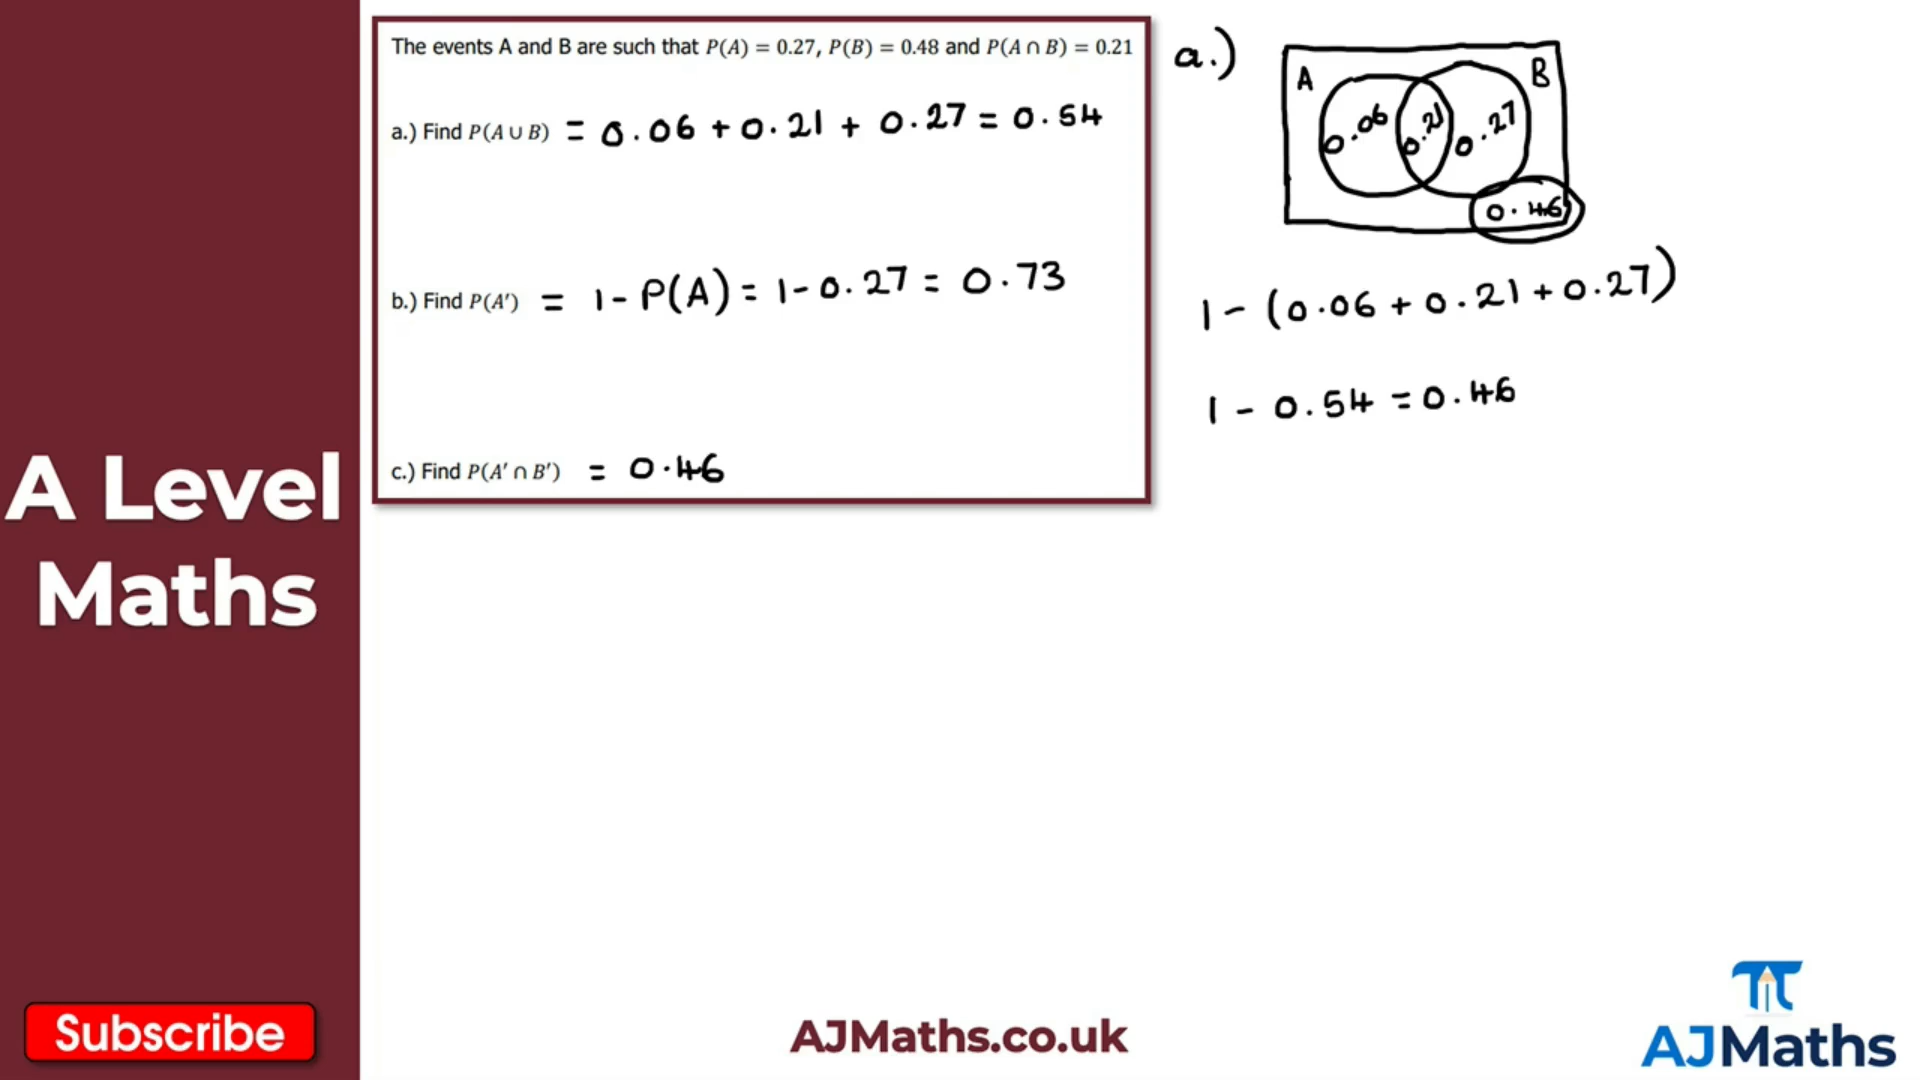 The events A and B are such that P(A) = 0.27, P(B) = 0.48 and P(A ∩ B) = 0.21
a.) Find P(A ∪ B) = 0.06 + 0.21 + 0.27 = 0.54
b.) Find P(A′) = 1 - P(A) = 1 - 0.27 = 0.73
c.) Find P(A′ ∩ B′) = 0.46
a.)
A B
0.06 0.21 0.27
0.46
1 - (0.06 + 0.21 + 0.27)
1 - 0.54 = 0.46
A Level
Maths
Subscribe
AJMaths.co.uk
AJMaths